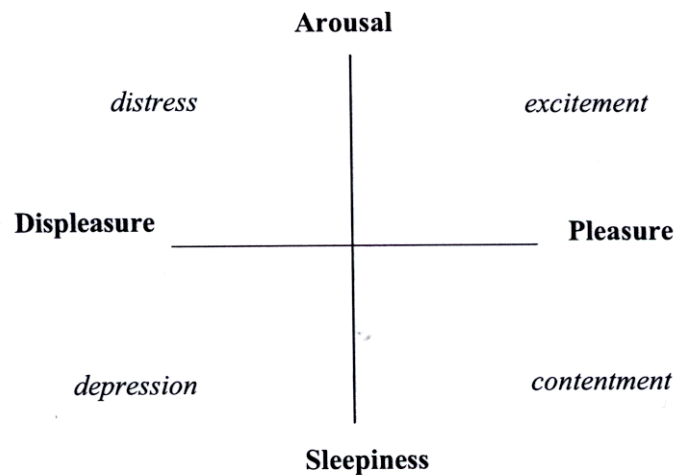 Arousal
distress excitement
Displeasure Pleasure
depression contentment
Sleepiness